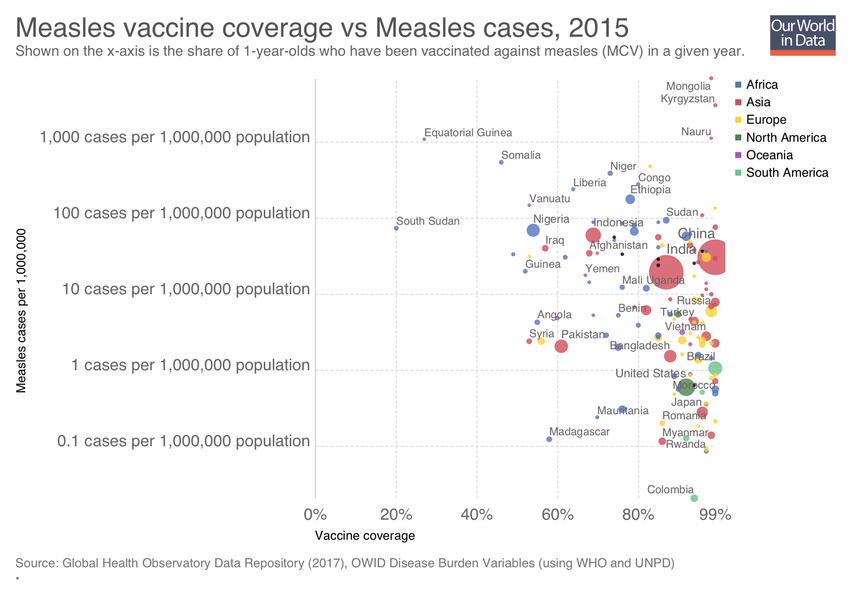 Measles vaccine coverage vs Measles cases, 2015
Shown on the x-axis is the share of 1-year-olds who have been vaccinated against measles (MCV) in a given year.
Our World
in Data
Africa
Asia
Europe
North America
Oceania
South America
Measles cases per 1,000,000
1,000 cases per 1,000,000 population
100 cases per 1,000,000 population
10 cases per 1,000,000 population
1 cases per 1,000,000 population
0.1 cases per 1,000,000 population
Mongolia
Kyrgyzstan
Nauru
Equatorial Guinea
Somalia
Niger
Congo
Liberia
Ethiopia
Vanuatu
Sudan
South Sudan
Nigeria
Indonesia
China
Iraq
Afghanistan
India
Guinea
Yemen
Mali
Uganda
Russia
Angola
Benin
Turkey
Vietnam
Syria
Pakistan
Bangladesh
Brazil
United States
Morocco
Japan
Mauritania
Romania
Madagascar
Myanmar
Rwanda
Colombia
0%
20%
40%
60%
80%
99%
Vaccine coverage
Source: Global Health Observatory Data Repository (2017), OWID Disease Burden Variables (using WHO and UNPD)